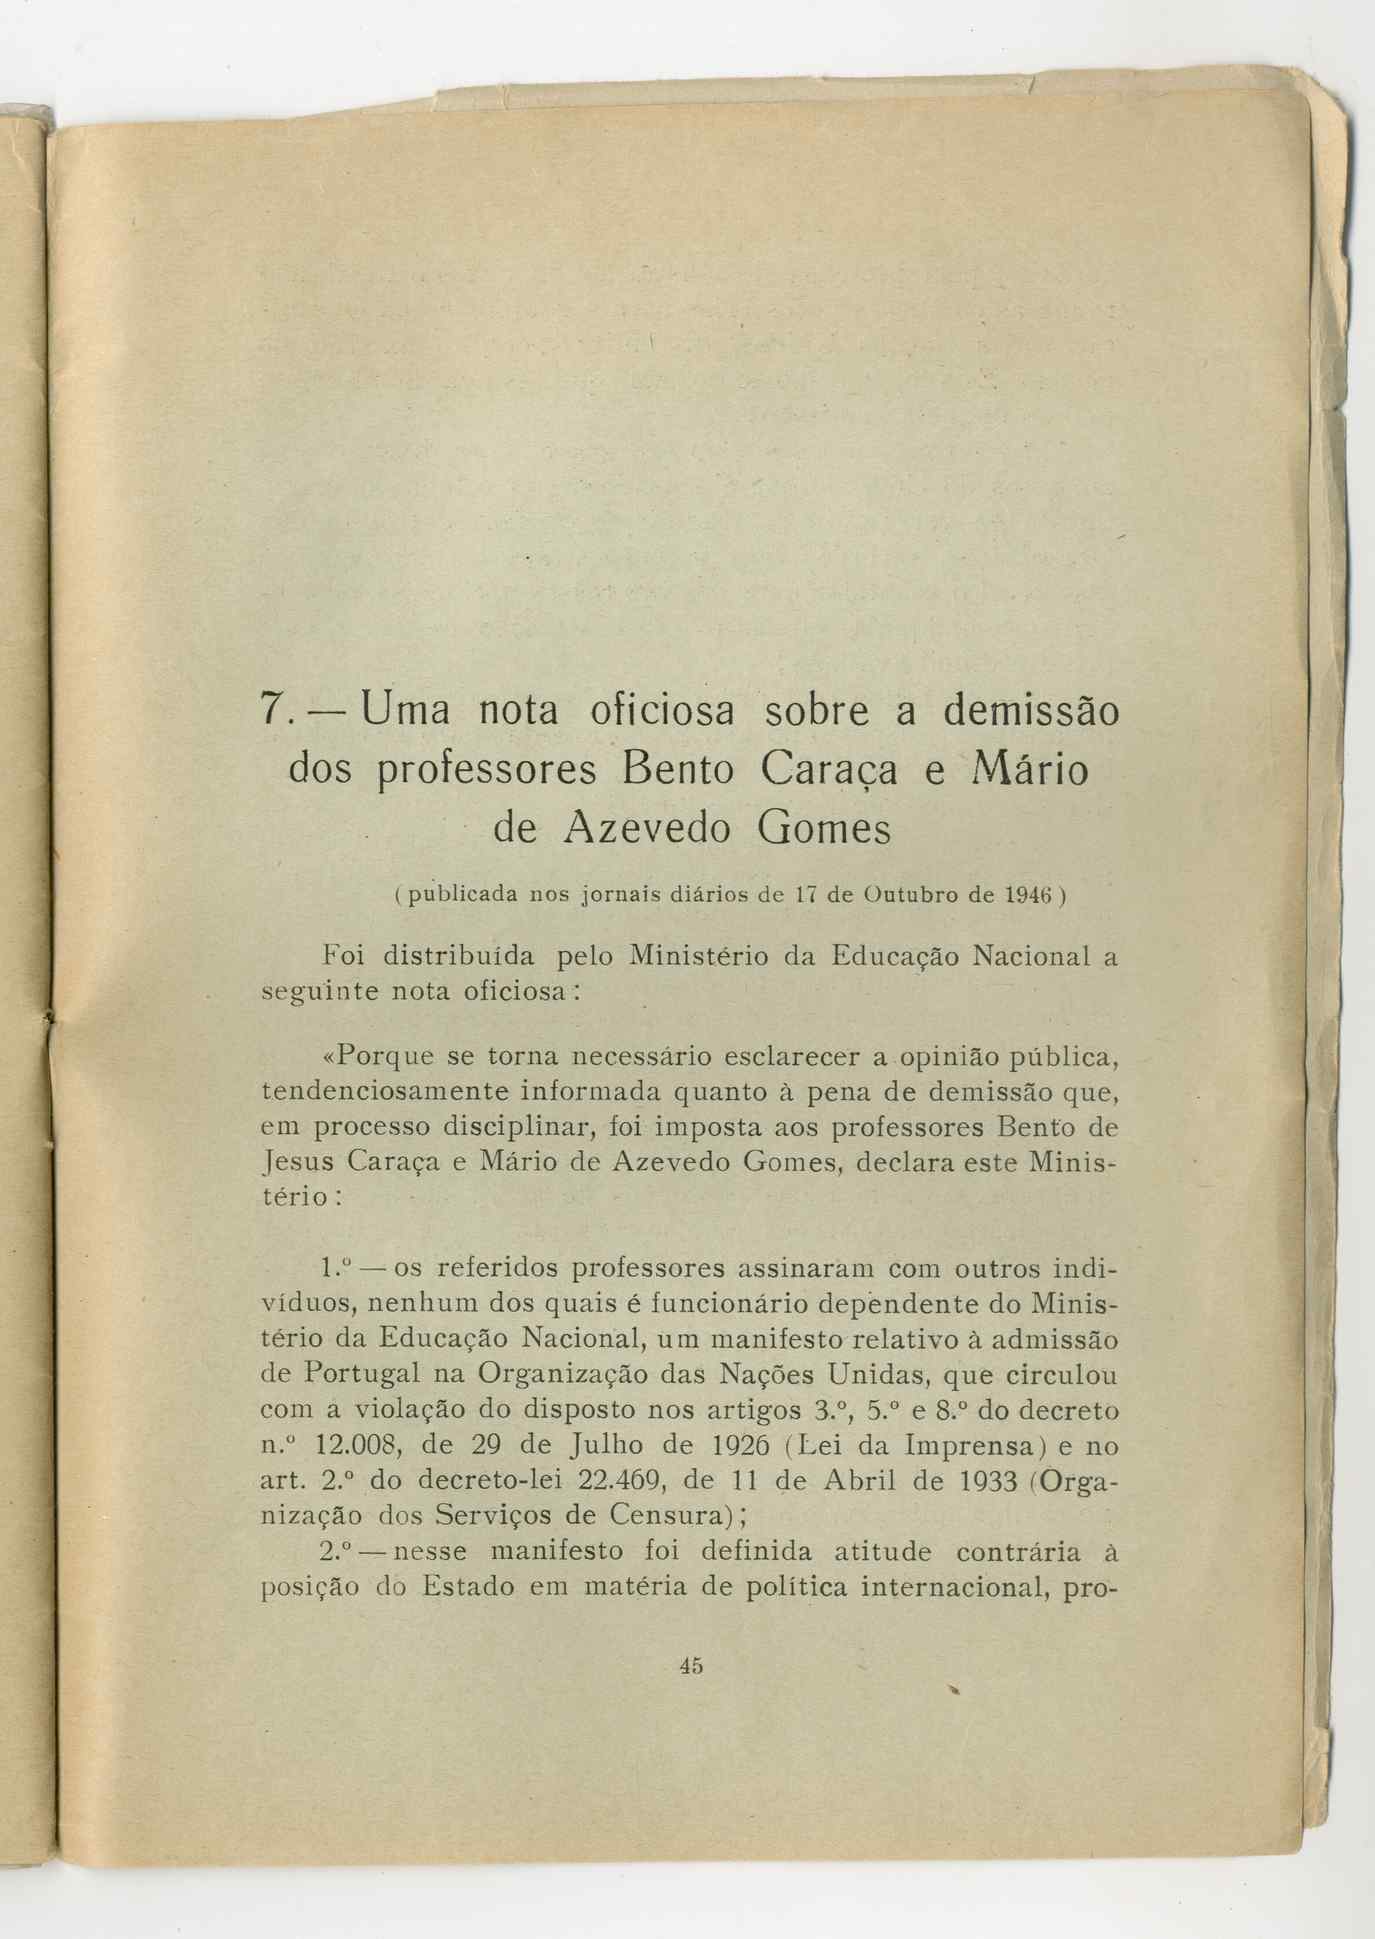 7. — Uma nota oficiosa sobre a demissão
dos professores Bento Caraça e Mário
de Azevedo Gomes
(publicada nos jornais diários de 17 de Outubro de 1946)
Foi distribuída pelo Ministério da Educação Nacional a
seguinte nota oficiosa:
«Porque se torna necessário esclarecer a opinião pública,
tendenciosamente informada quanto à pena de demissão que,
em processo disciplinar, foi imposta aos professores Bento de
Jesus Caraça e Mário de Azevedo Gomes, declara este Minis-
tério:
1.º — os referidos professores assinaram com outros indi-
víduos, nenhum dos quais é funcionário dependente do Minis-
tério da Educação Nacional, um manifesto relativo à admissão
de Portugal na Organização das Nações Unidas, que circulou
com a violação do disposto nos artigos 3.º, 5.º e 8.º do decreto
n.º 12.008, de 29 de Julho de 1926 (Lei da Imprensa) e no
art. 2.º do decreto-lei 22.469, de 11 de Abril de 1933 (Orga-
nização dos Serviços de Censura);
2.º — nesse manifesto foi definida atitude contrária à
posição do Estado em matéria de política internacional, pro-
45